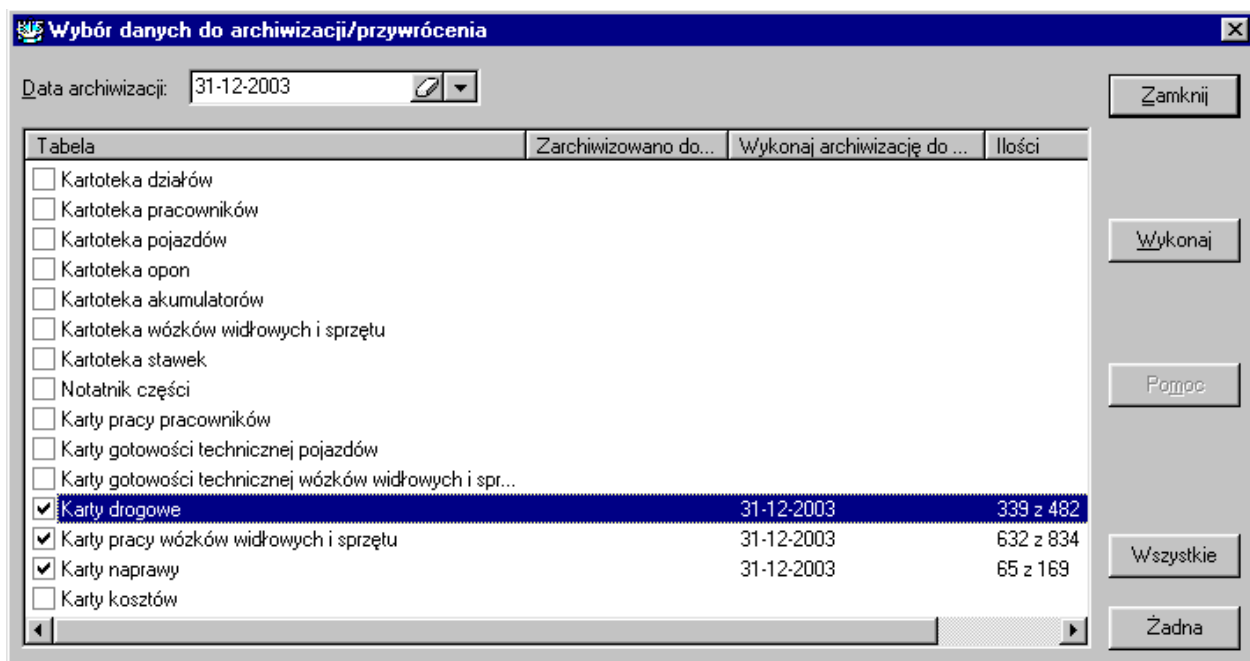 Wybór danych do archiwizacji/przywrócenia
Data archiwizacji: 31-12-2003
Zamknij
Tabela Zarchiwizowano do... Wykonaj archiwizację do ... Ilości
Kartoteka działów
Kartoteka pracowników
Kartoteka pojazdów
Wykonaj
Kartoteka opon
Kartoteka akumulatorów
Kartoteka wózków widłowych i sprzętu
Kartoteka stawek
Notatnik części
Pomoc
Karty pracy pracowników
Karty gotowości technicznej pojazdów
Karty gotowości technicznej wózków widłowych i spr...
Karty drogowe 31-12-2003 339 z 482
Karty pracy wózków widłowych i sprzętu 31-12-2003 632 z 834
Wszystkie
Karty naprawy 31-12-2003 65 z 169
Karty kosztów
Żadna